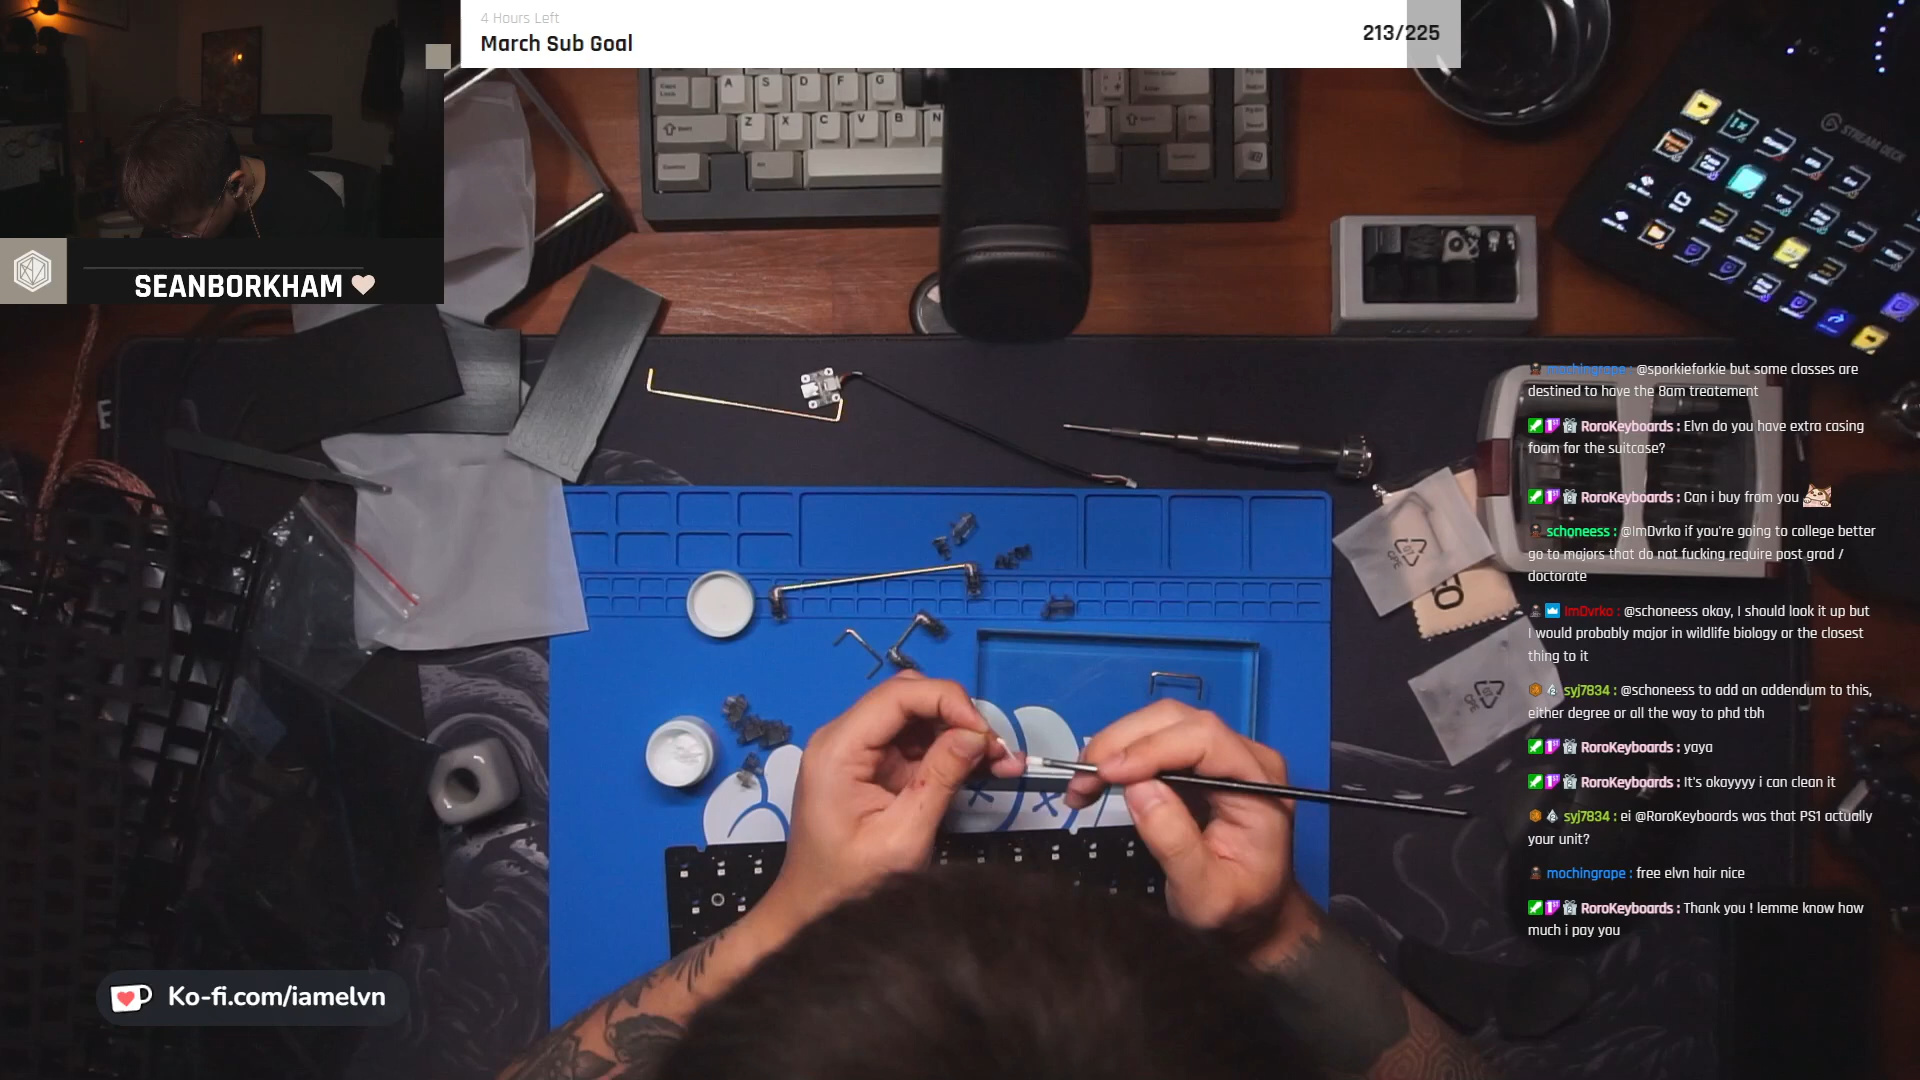 4 Hours Left
March Sub Goal
213/225
SEANBORKHAM
A S D F G
Z X C V B N
STREAM DECK
mochingrape : @sporkieforkie but some classes are
destined to have the 8am treatement
RoroKeyboards : Elvn do you have extra casing
foam for the suitcase?
RoroKeyboards : Can i buy from you
schoneess : @ImDvrko if you're going to college better
go to majors that do not fucking require post grad /
doctorate
ImDvrko : @schoneess okay, I should look it up but
I would probably major in wildlife biology or the closest
thing to it
syj7834 : @schoneess to add an addendum to this,
either degree or all the way to phd tbh
RoroKeyboards : yaya
RoroKeyboards : It's okayyyy i can clean it
syj7834 : ei @RoroKeyboards was that PS1 actually
your unit?
mochingrape : free elvn hair nice
RoroKeyboards : Thank you ! lemme know how
much i pay you
Ko-fi.com/iamelvn